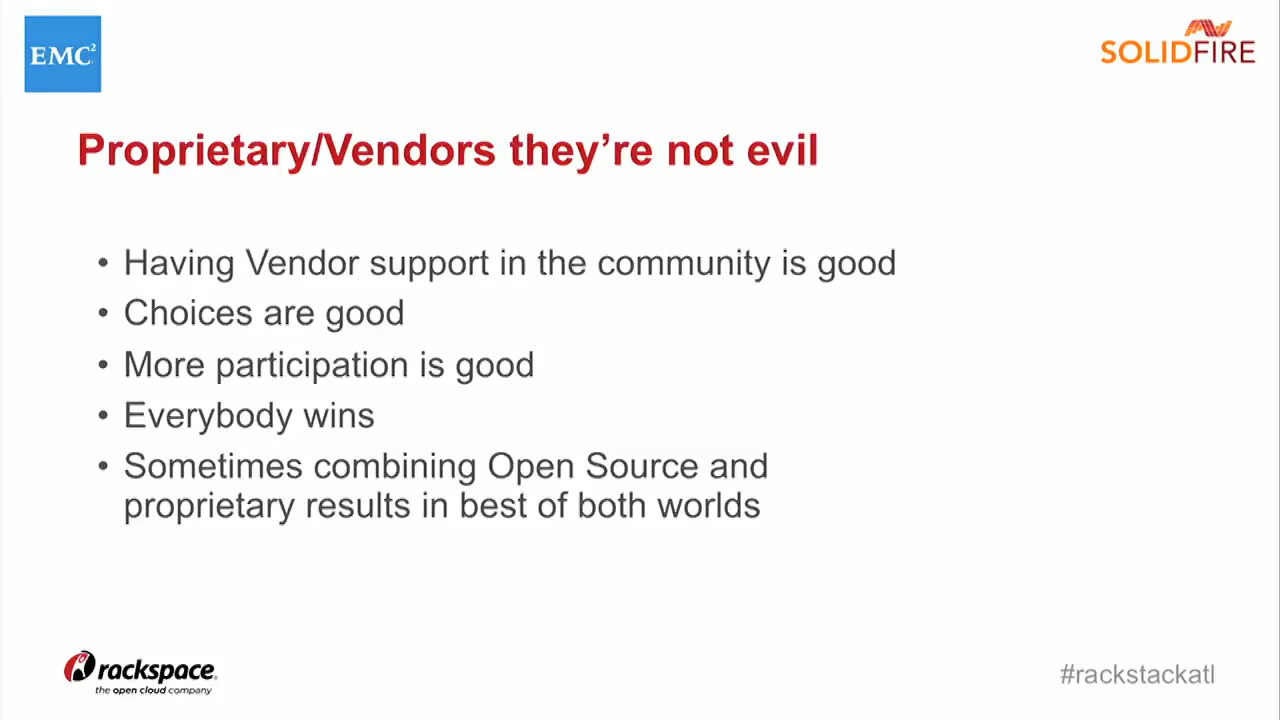 EMC²
SOLIDFIRE
Proprietary/Vendors they’re not evil
• Having Vendor support in the community is good
• Choices are good
• More participation is good
• Everybody wins
• Sometimes combining Open Source and
proprietary results in best of both worlds
rackspace.
the open cloud company
#rackstackatl